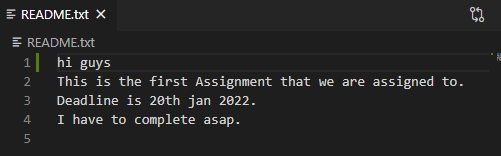 README.txt
README.txt
1 hi guys
2 This is the first Assignment that we are assigned to.
3 Deadline is 20th jan 2022.
4 I have to complete asap.
5